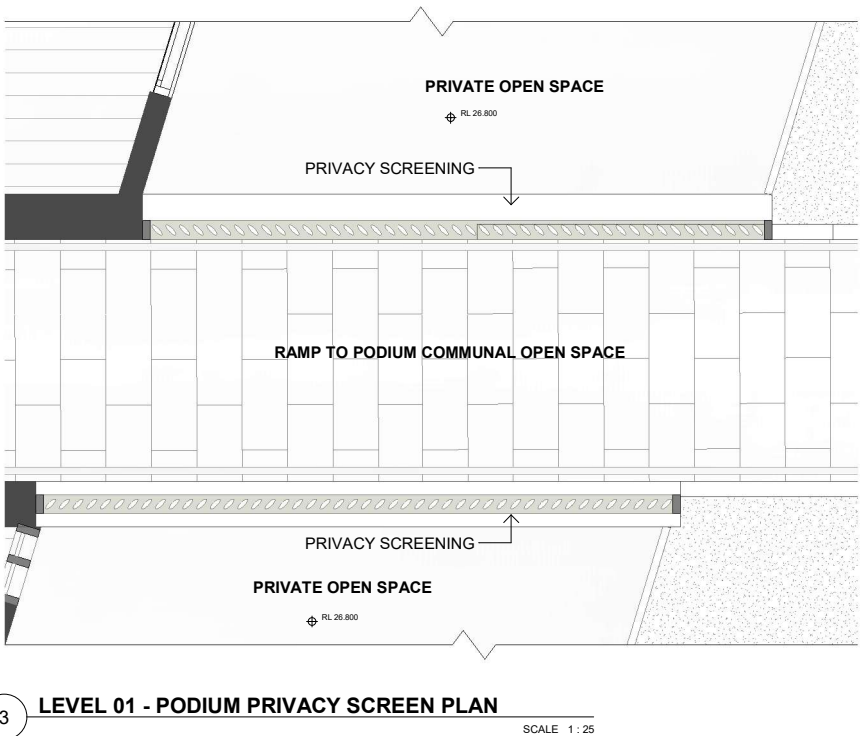 PRIVATE OPEN SPACE
RL 26.800
PRIVACY SCREENING
RAMP TO PODIUM COMMUNAL OPEN SPACE
PRIVACY SCREENING
PRIVATE OPEN SPACE
RL 26.800
3
LEVEL 01 - PODIUM PRIVACY SCREEN PLAN
SCALE 1 : 25